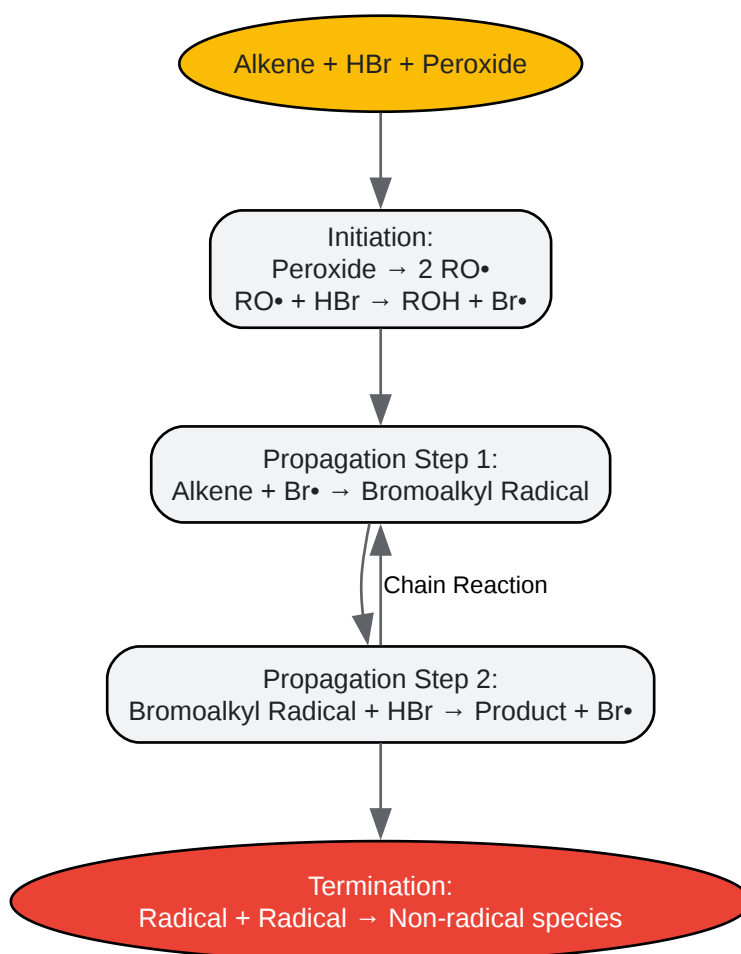 Alkene + HBr + Peroxide
Initiation:
Peroxide → 2 RO•
RO• + HBr → ROH + Br•
Propagation Step 1:
Alkene + Br• → Bromoalkyl Radical
Chain Reaction
Propagation Step 2:
Bromoalkyl Radical + HBr → Product + Br•
Termination:
Radical + Radical → Non-radical species